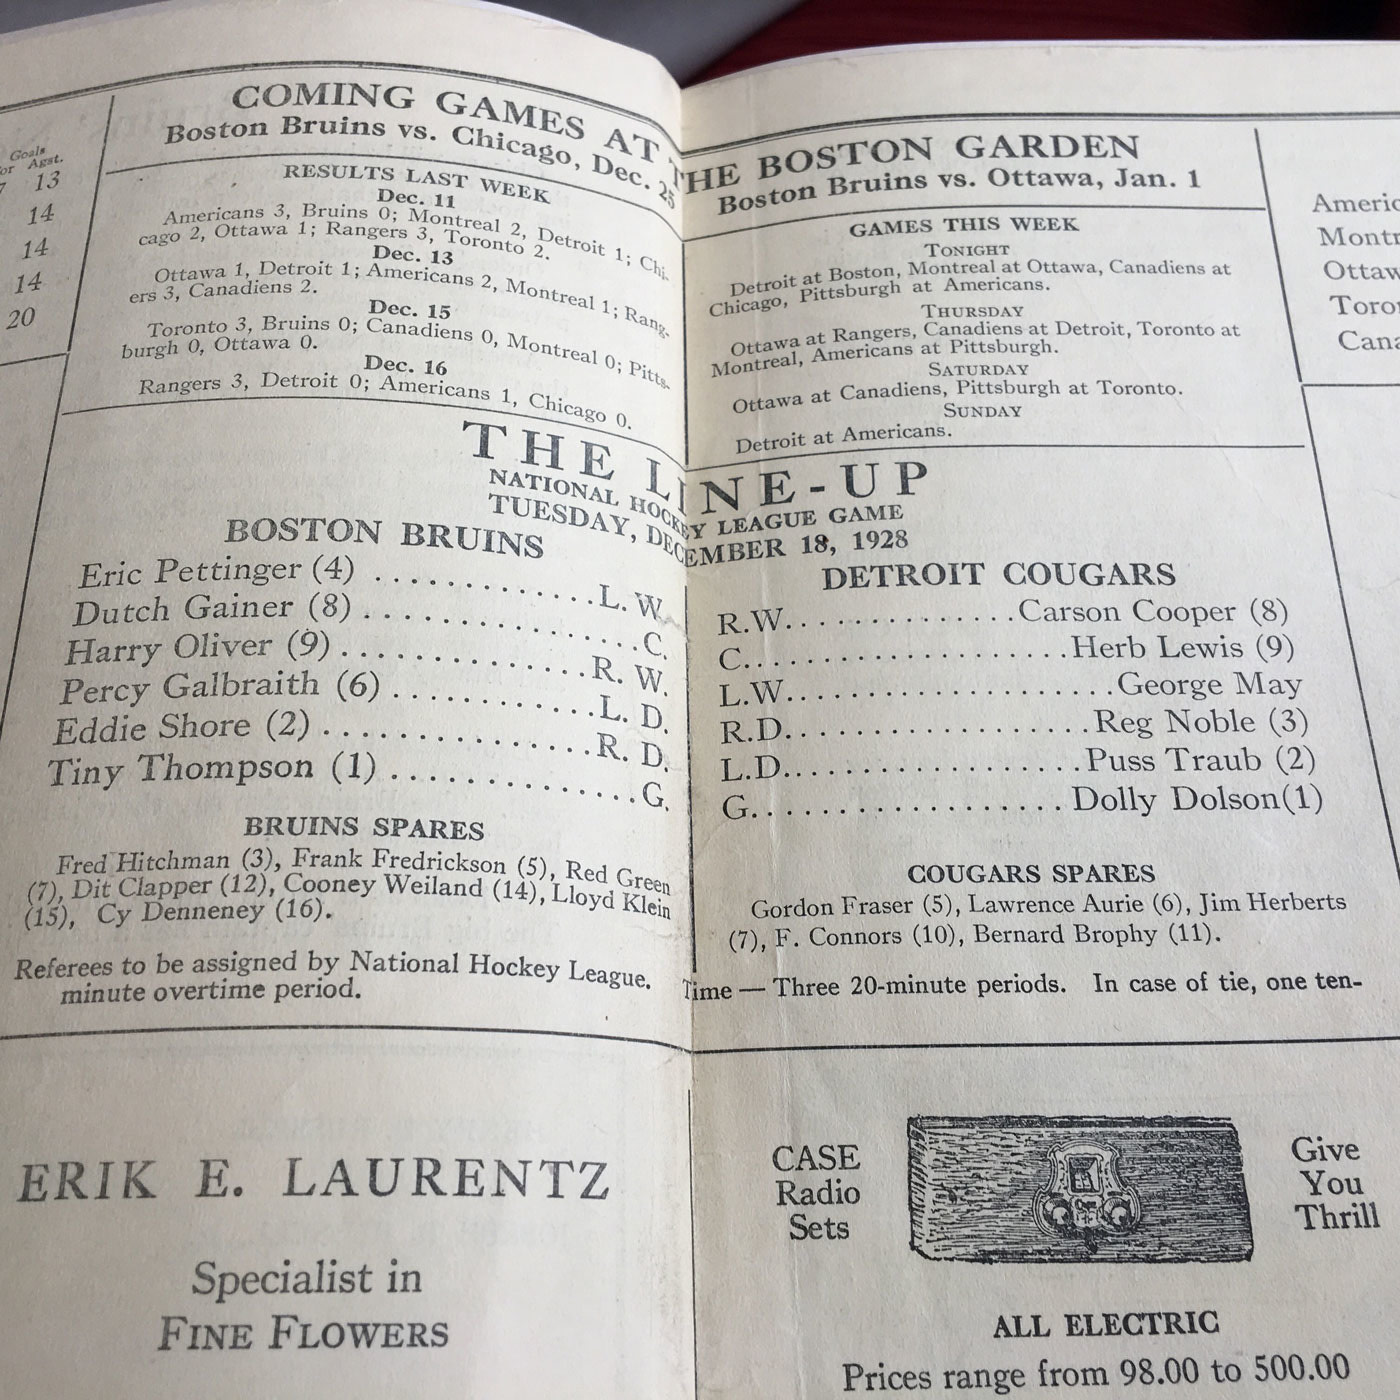 Goals
Agst.
13
14
14
14
20
COMING GAMES AT THE BOSTON GARDEN
Boston Bruins vs. Chicago, Dec. 25
Boston Bruins vs. Ottawa, Jan. 1
RESULTS LAST WEEK
Dec. 11
Americans 3, Bruins 0; Montreal 2, Detroit 1; Chi-
cago 2, Ottawa 1; Rangers 3, Toronto 2.
Dec. 13
Ottawa 1, Detroit 1; Americans 2, Montreal 1; Rang-
ers 3, Canadiens 2.
Dec. 15
Toronto 3, Bruins 0; Canadiens 0, Montreal 0; Pitts-
burgh 0, Ottawa 0.
Dec. 16
Rangers 3, Detroit 0; Americans 1, Chicago 0.
GAMES THIS WEEK
TONIGHT
Detroit at Boston, Montreal at Ottawa, Canadiens at
Chicago, Pittsburgh at Americans.
THURSDAY
Ottawa at Rangers, Canadiens at Detroit, Toronto at
Montreal, Americans at Pittsburgh.
SATURDAY
Ottawa at Canadiens, Pittsburgh at Toronto.
SUNDAY
Detroit at Americans.
Americ
Montr
Ottaw
Toro
Cana
THE LINE-UP
NATIONAL HOCKEY LEAGUE GAME
TUESDAY, DECEMBER 18, 1928
BOSTON BRUINS
Eric Pettinger (4) ............L. W.
Dutch Gainer (8) ................C.
Harry Oliver (9) ..............R. W.
Percy Galbraith (6) ............L. D.
Eddie Shore (2) ...............R. D.
Tiny Thompson (1) ..............G.
BRUINS SPARES
Fred Hitchman (3), Frank Fredrickson (5), Red Green
(7), Dit Clapper (12), Cooney Weiland (14), Lloyd Klein
(15), Cy Denneney (16).
DETROIT COUGARS
R.W..............Carson Cooper (8)
C....................Herb Lewis (9)
L.W....................George May
R.D..................Reg Noble (3)
L.D..................Puss Traub (2)
G...................Dolly Dolson(1)
COUGARS SPARES
Gordon Fraser (5), Lawrence Aurie (6), Jim Herberts
(7), F. Connors (10), Bernard Brophy (11).
Referees to be assigned by National Hockey League. Time — Three 20-minute periods. In case of tie, one ten-
minute overtime period.
ERIK E. LAURENTZ
Specialist in
FINE FLOWERS
CASE
Radio
Sets
Give
You
Thrill
ALL ELECTRIC
Prices range from 98.00 to 500.00